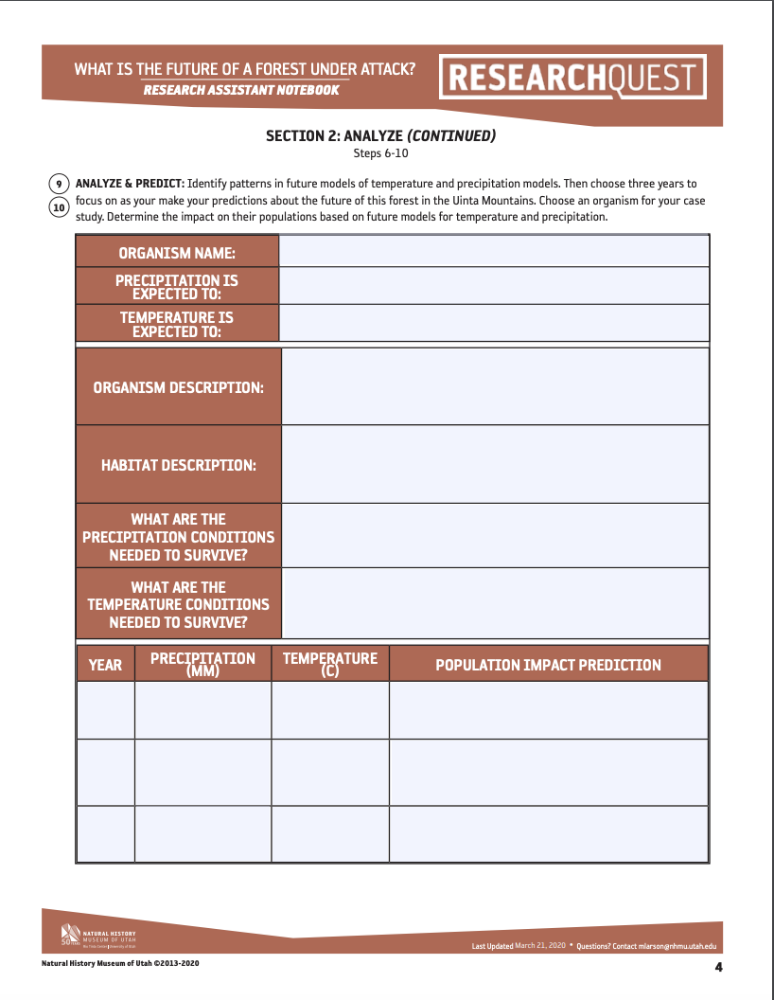 WHAT IS THE FUTURE OF A FOREST UNDER ATTACK?
RESEARCH ASSISTANT NOTEBOOK
RESEARCHQUEST
SECTION 2: ANALYZE (CONTINUED)
Steps 6-10
9
10
ANALYZE & PREDICT: Identify patterns in future models of temperature and precipitation models. Then choose three years to
focus on as your make your predictions about the future of this forest in the Uinta Mountains. Choose an organism for your case
study. Determine the impact on their populations based on future models for temperature and precipitation.
ORGANISM NAME:
PRECIPITATION IS
EXPECTED TO:
TEMPERATURE IS
EXPECTED TO:
ORGANISM DESCRIPTION:
HABITAT DESCRIPTION:
WHAT ARE THE
PRECIPITATION CONDITIONS
NEEDED TO SURVIVE?
WHAT ARE THE
TEMPERATURE CONDITIONS
NEEDED TO SURVIVE?
YEAR
PRECIPITATION
(MM)
TEMPERATURE
(C)
POPULATION IMPACT PREDICTION
50
NATURAL HISTORY
MUSEUM OF UTAH
Rio Tinto Center | University of Utah
Last Updated March 21, 2020 * Questions? Contact mlarson@nhmu.utah.edu
Natural History Museum of Utah ©2013-2020
4